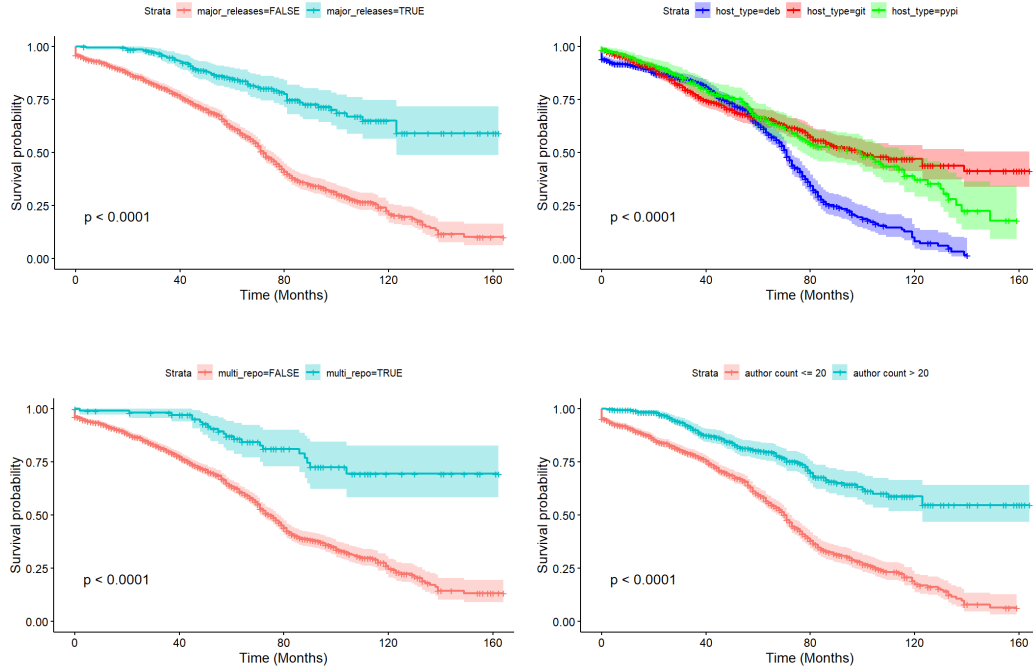 Strata major_releases=FALSE major_releases=TRUE
Survival probability
1.00
0.75
0.50
0.25
0.00
p < 0.0001
0 40 80 120 160
Time (Months)
Strata host_type=deb host_type=git host_type=pypi
Survival probability
1.00
0.75
0.50
0.25
0.00
p < 0.0001
0 40 80 120 160
Time (Months)
Strata multi_repo=FALSE multi_repo=TRUE
Survival probability
1.00
0.75
0.50
0.25
0.00
p < 0.0001
0 40 80 120 160
Time (Months)
Strata author count <= 20 author count > 20
Survival probability
1.00
0.75
0.50
0.25
0.00
p < 0.0001
0 40 80 120 160
Time (Months)